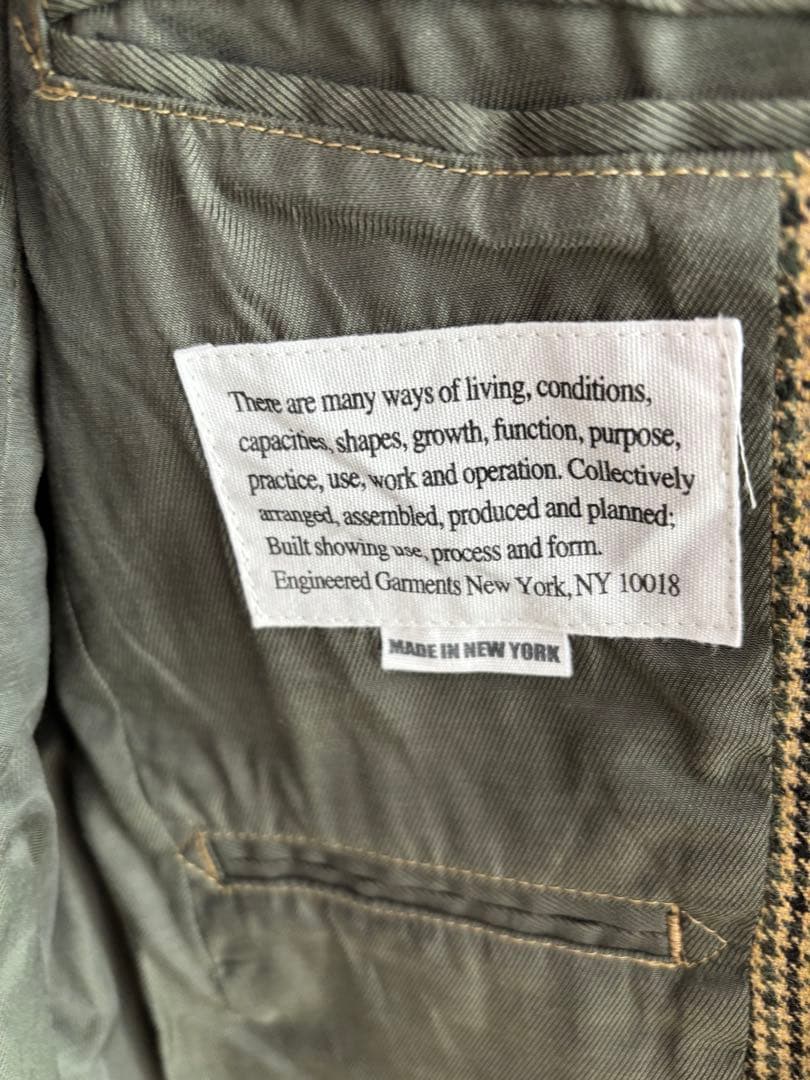 There are many ways of living, conditions,
capacities, shapes, growth, function, purpose,
practice, use, work and operation. Collectively
arranged, assembled, produced and planned;
Built showing use, process and form.
Engineered Garments New York, NY 10018
MADE IN NEW YORK